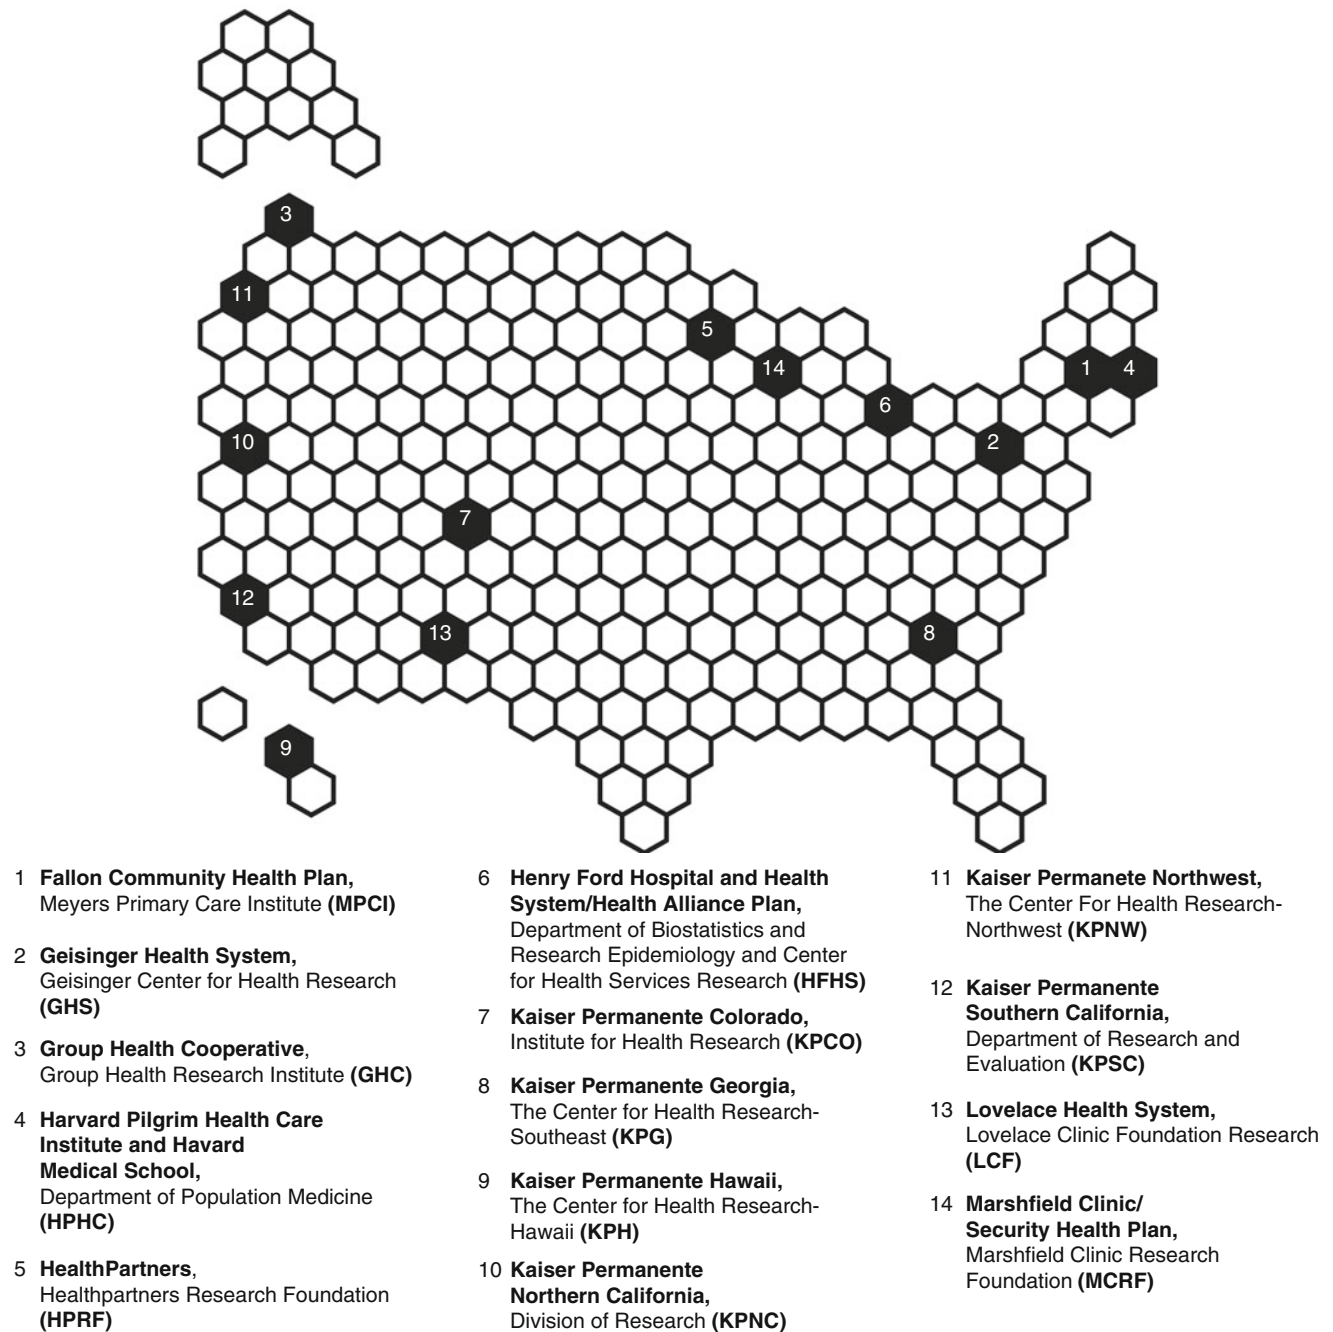 3
11
5
14
1 4
6
10
2
7
12
13
8
9
1 Fallon Community Health Plan,
Meyers Primary Care Institute (MPCI)
2 Geisinger Health System,
Geisinger Center for Health Research
(GHS)
3 Group Health Cooperative,
Group Health Research Institute (GHC)
4 Harvard Pilgrim Health Care
Institute and Havard
Medical School,
Department of Population Medicine
(HPHC)
5 HealthPartners,
Healthpartners Research Foundation
(HPRF)
6 Henry Ford Hospital and Health
System/Health Alliance Plan,
Department of Biostatistics and
Research Epidemiology and Center
for Health Services Research (HFHS)
7 Kaiser Permanente Colorado,
Institute for Health Research (KPCO)
8 Kaiser Permanente Georgia,
The Center for Health Research-
Southeast (KPG)
9 Kaiser Permanente Hawaii,
The Center for Health Research-
Hawaii (KPH)
10 Kaiser Permanente
Northern California,
Division of Research (KPNC)
11 Kaiser Permanete Northwest,
The Center For Health Research-
Northwest (KPNW)
12 Kaiser Permanente
Southern California,
Department of Research and
Evaluation (KPSC)
13 Lovelace Health System,
Lovelace Clinic Foundation Research
(LCF)
14 Marshfield Clinic/
Security Health Plan,
Marshfield Clinic Research
Foundation (MCRF)